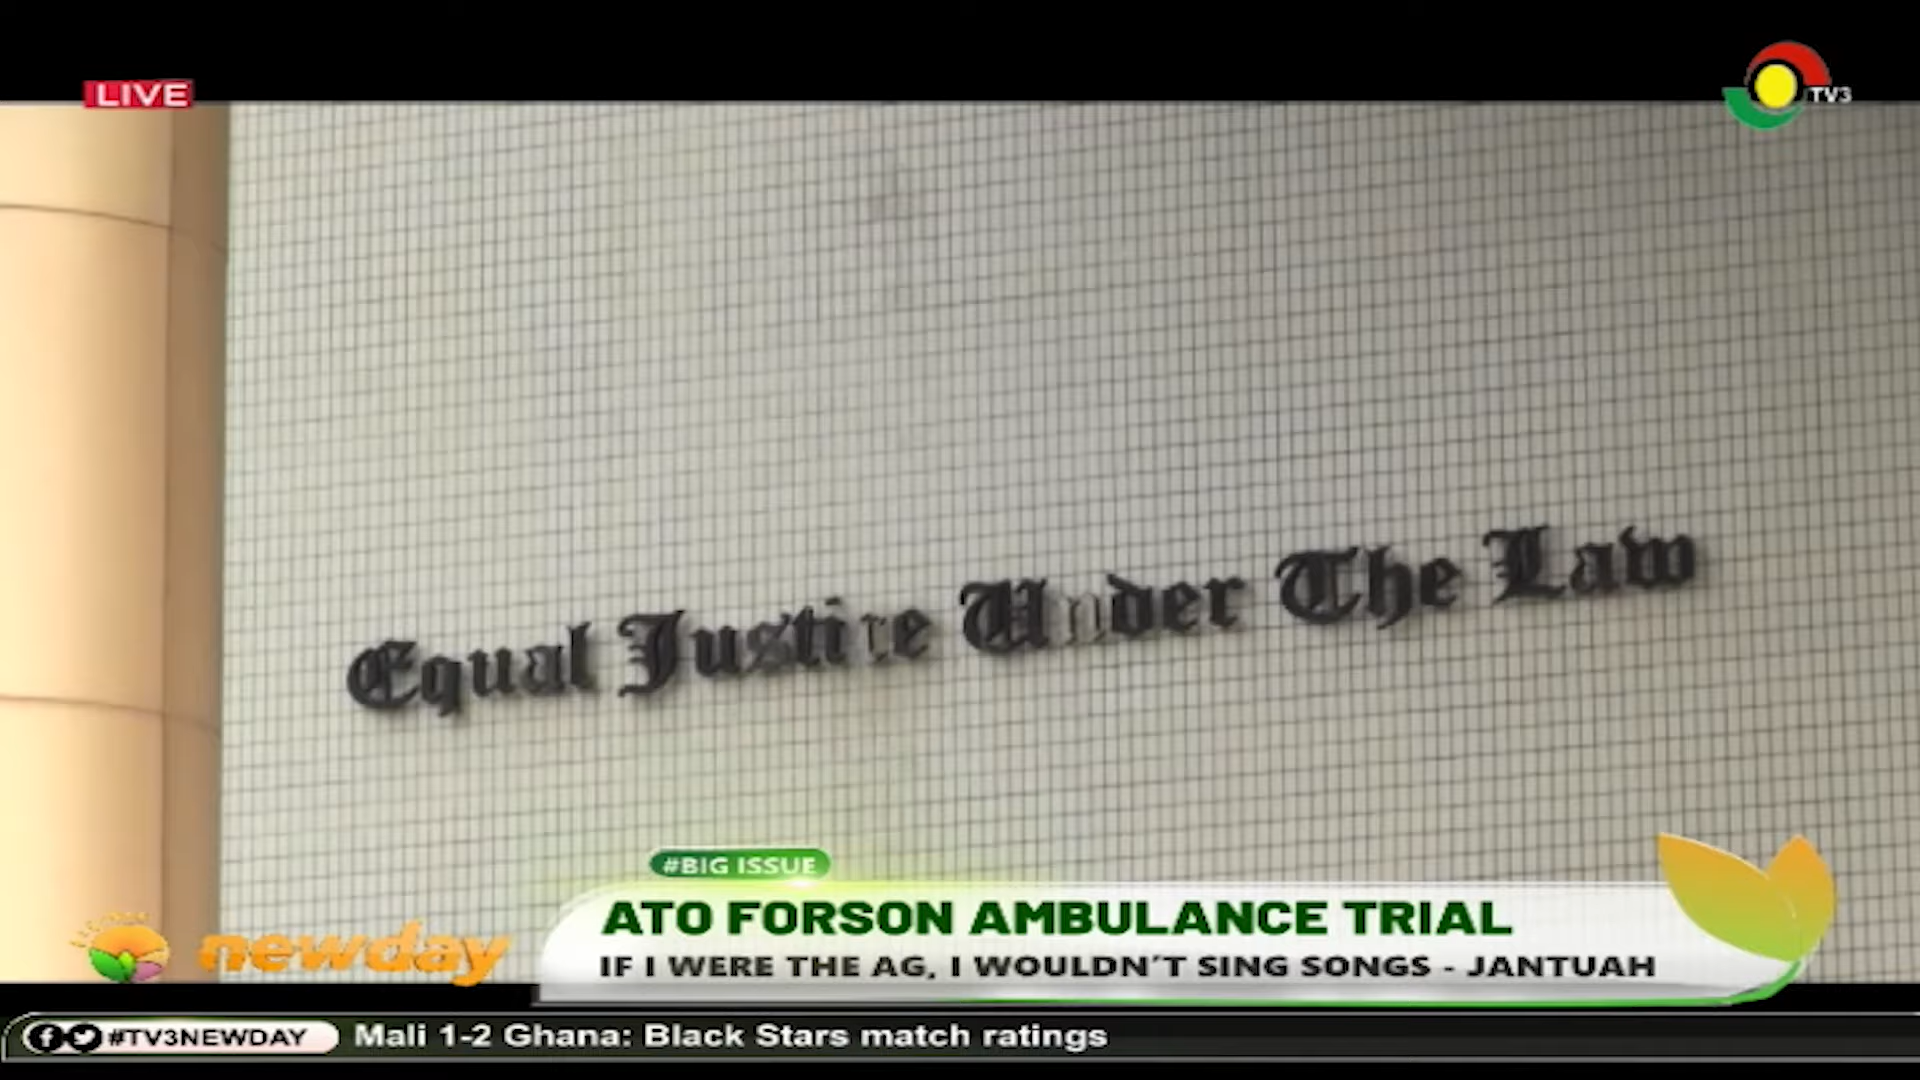 LIVE
TV3
Equal Justice Under The Law
#BIG ISSUE
ATO FORSON AMBULANCE TRIAL
newday
IF I WERE THE AG, I WOULDN'T SING SONGS - JANTUAH
#TV3NEWDAY
Mali 1-2 Ghana: Black Stars match ratings